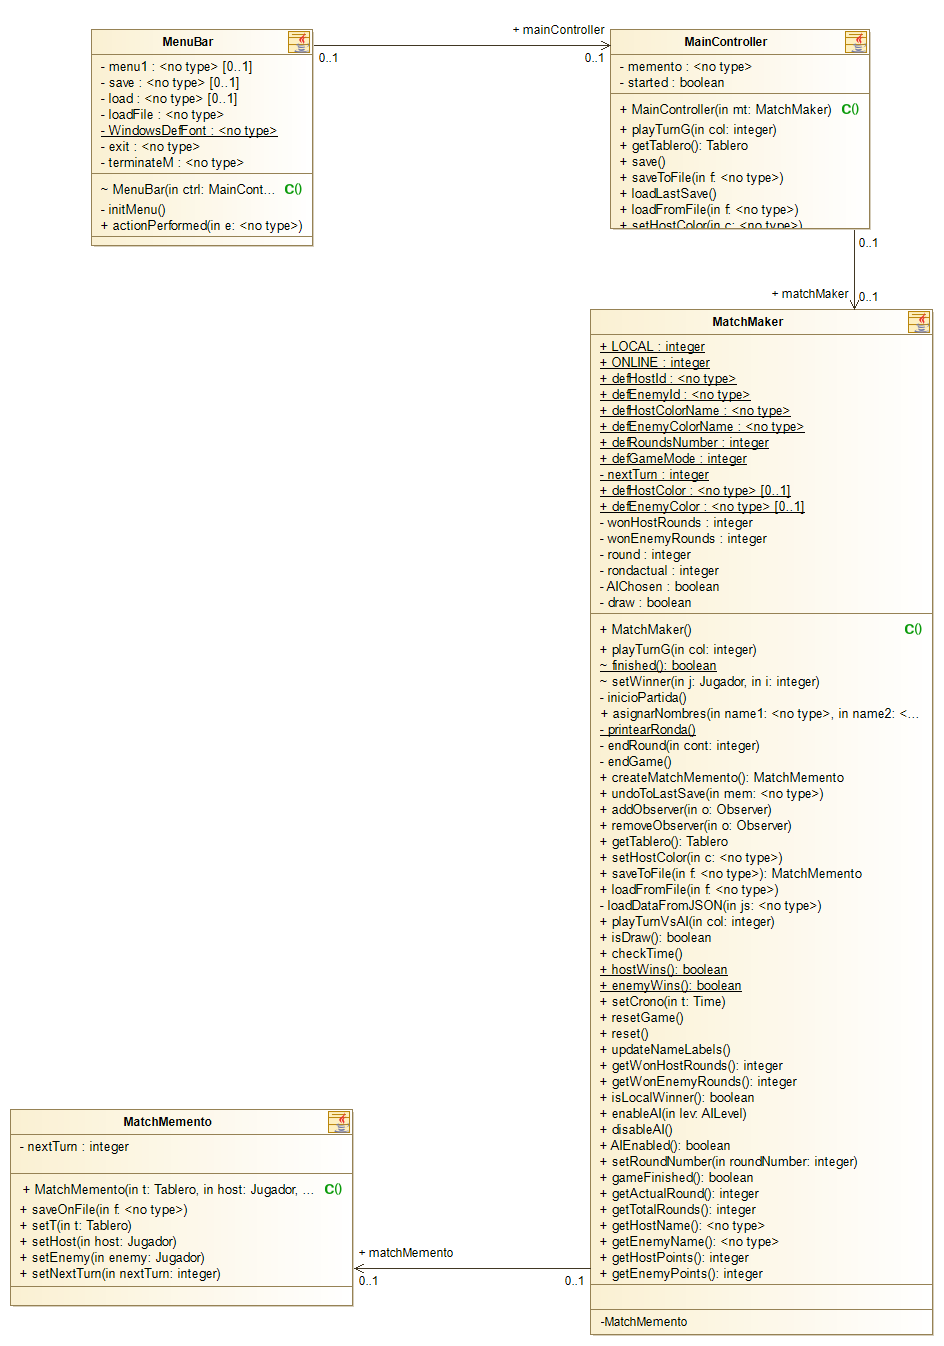 MenuBar
- menu1 : <no type> [0..1]
- save : <no type> [0..1]
- load : <no type> [0..1]
- loadFile : <no type>
- WindowsDefFont : <no type>
- exit : <no type>
- terminateM : <no type>
~ MenuBar(in ctrl: MainCont... C()
- initMenu()
+ actionPerformed(in e: <no type>)
+ mainController
0..1
0..1
MainController
- memento : <no type>
- started : boolean
+ MainController(in mt: MatchMaker) C()
+ playTurnG(in col: integer)
+ getTablero(): Tablero
+ save()
+ saveToFile(in f: <no type>)
+ loadLastSave()
+ loadFromFile(in f: <no type>)
+ setHostColor(in c: <no type>)
0..1
+ matchMaker
0..1
MatchMaker
+ LOCAL : integer
+ ONLINE : integer
+ defHostId : <no type>
+ defEnemyId : <no type>
+ defHostColorName : <no type>
+ defEnemyColorName : <no type>
+ defRoundsNumber : integer
+ defGameMode : integer
- nextTurn : integer
+ defHostColor : <no type> [0..1]
+ defEnemyColor : <no type> [0..1]
- wonHostRounds : integer
- wonEnemyRounds : integer
- round : integer
- rondactual : integer
- AIChosen : boolean
- draw : boolean
+ MatchMaker() C()
+ playTurnG(in col: integer)
~ finished(): boolean
~ setWinner(in j: Jugador, in i: integer)
- inicioPartida()
+ asignarNombres(in name1: <no type>, in name2: <...
- printearRonda()
- endRound(in cont: integer)
- endGame()
+ createMatchMemento(): MatchMemento
+ undoToLastSave(in mem: <no type>)
+ addObserver(in o: Observer)
+ removeObserver(in o: Observer)
+ getTablero(): Tablero
+ setHostColor(in c: <no type>)
+ saveToFile(in f: <no type>): MatchMemento
+ loadFromFile(in f: <no type>)
- loadDataFromJSON(in js: <no type>)
+ playTurnVsAI(in col: integer)
+ isDraw(): boolean
+ checkTime()
+ hostWins(): boolean
+ enemyWins(): boolean
+ setCrono(in t: Time)
+ resetGame()
+ reset()
+ updateNameLabels()
+ getWonHostRounds(): integer
+ getWonEnemyRounds(): integer
+ isLocalWinner(): boolean
+ enableAI(in lev: AILevel)
+ disableAI()
+ AIEnabled(): boolean
+ setRoundNumber(in roundNumber: integer)
+ gameFinished(): boolean
+ getActualRound(): integer
+ getTotalRounds(): integer
+ getHostName(): <no type>
+ getEnemyName(): <no type>
+ getHostPoints(): integer
+ getEnemyPoints(): integer
-MatchMemento
MatchMemento
- nextTurn : integer
+ MatchMemento(in t: Tablero, in host: Jugador, ... C()
+ saveOnFile(in f: <no type>)
+ setT(in t: Tablero)
+ setHost(in host: Jugador)
+ setEnemy(in enemy: Jugador)
+ setNextTurn(in nextTurn: integer)
+ matchMemento
0..1
0..1